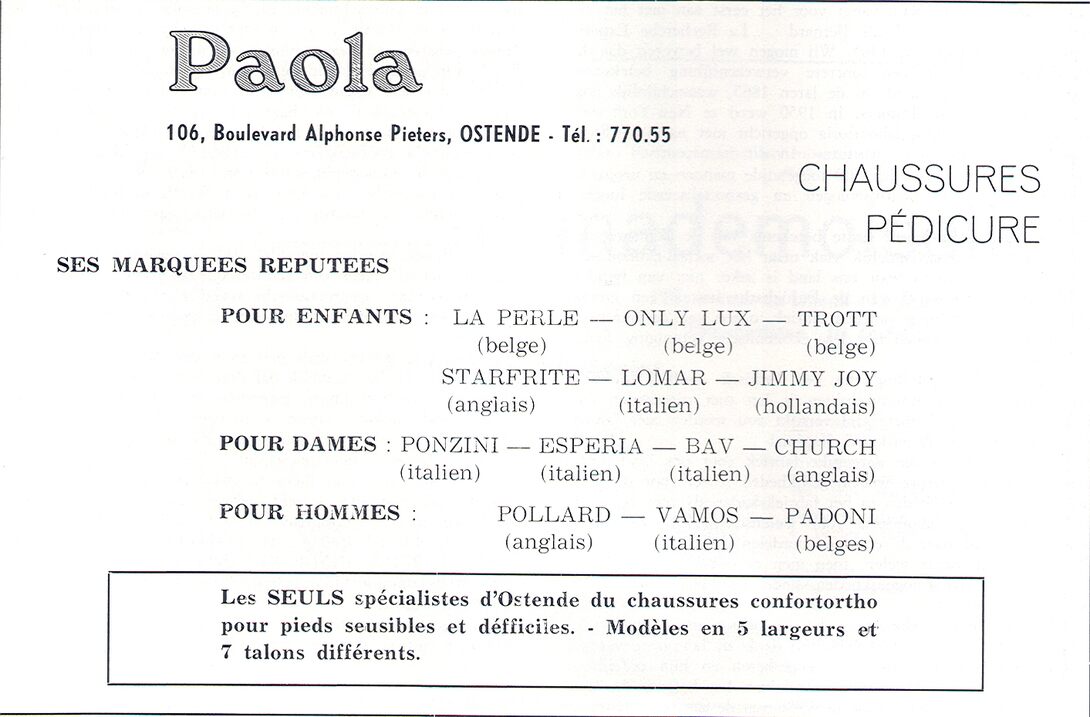 Paola
106, Boulevard Alphonse Pieters, OSTENDE - Tél. : 770.55
CHAUSSURES
PÉDICURE
SES MARQUEES REPUTEES
POUR ENFANTS : LA PERLE — ONLY LUX — TROTT
(belge) (belge) (belge)
STARFRITE — LOMAR — JIMMY JOY
(anglais) (italien) (hollandais)
POUR DAMES : PONZINI — ESPERIA — BAV — CHURCH
(italien) (italien) (italien) (anglais)
POUR HOMMES : POLLARD — VAMOS — PADONI
(anglais) (italien) (belges)
Les SEULS spécialistes d'Ostende du chaussures confortortho
pour pieds seusibles et défficiles. - Modèles en 5 largeurs et
7 talons différents.